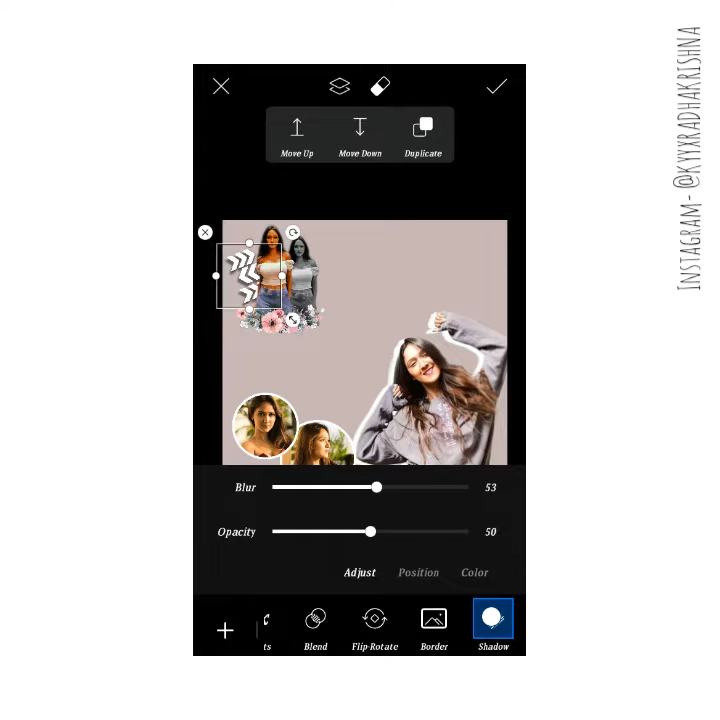 Move Up
Move Down
Duplicate
Blur
53
Opacity
50
Adjust
Position
Color
ts
Blend
Flip-Rotate
Border
Shadow
Instagram- @kyyxradhakrishna